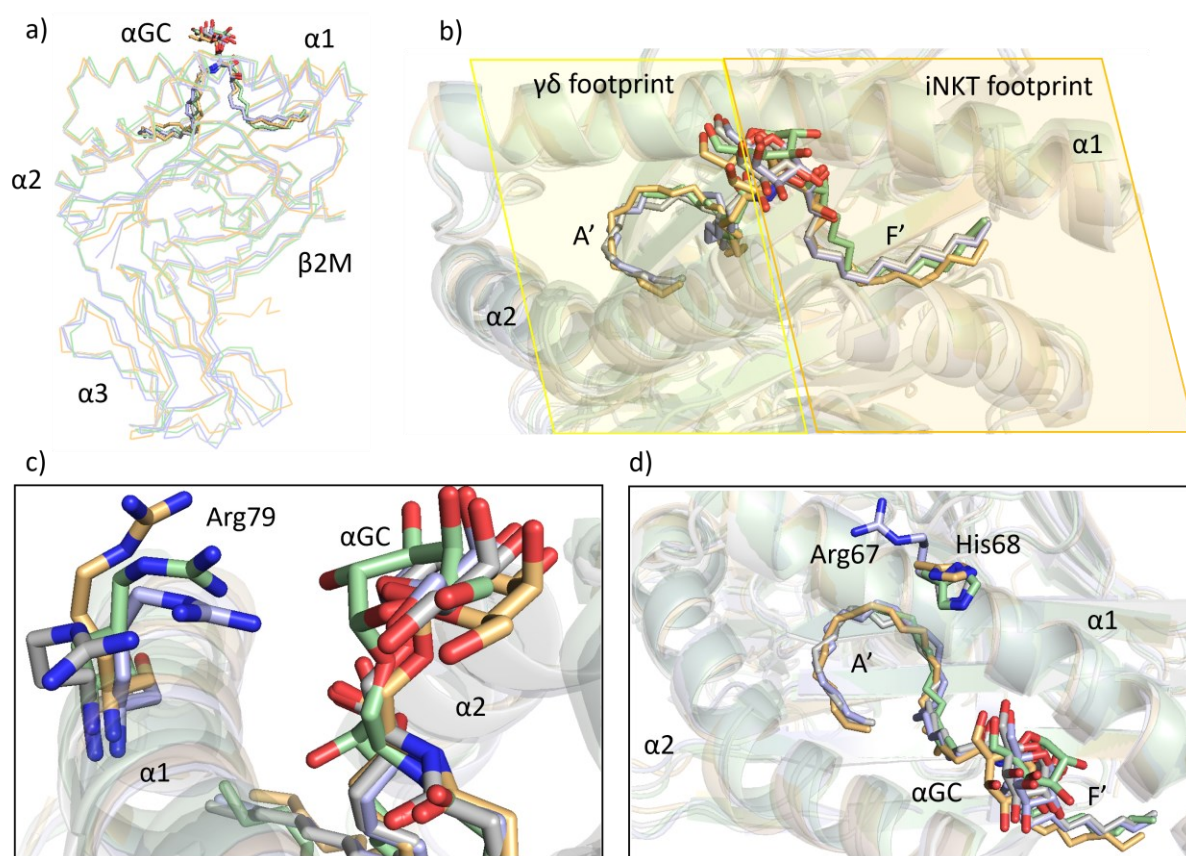 a)
αGC
α1
α2
β2M
α3
b)
γδ footprint
iNKT footprint
α1
A’
F’
α2
c)
Arg79
αGC
α2
α1
d)
Arg67
His68
α1
A’
α2
αGC
F’